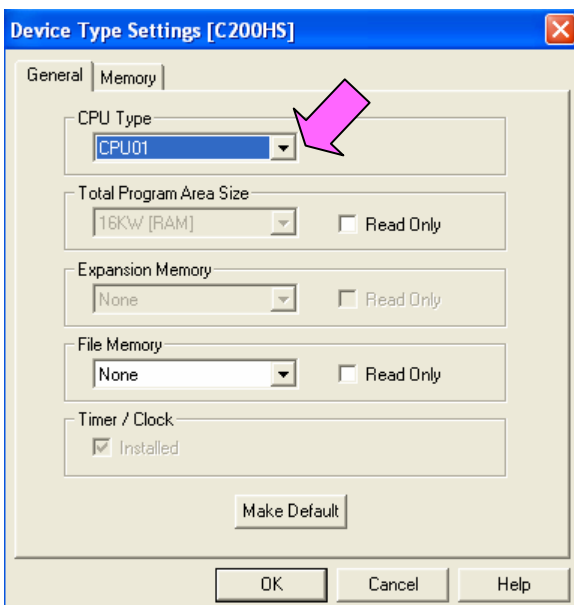 Device Type Settings [C200HS]
General Memory
CPU Type
CPU01
Total Program Area Size
16KW [RAM] Read Only
Expansion Memory
None Read Only
File Memory
None Read Only
Timer / Clock
Installed
Make Default
OK Cancel Help